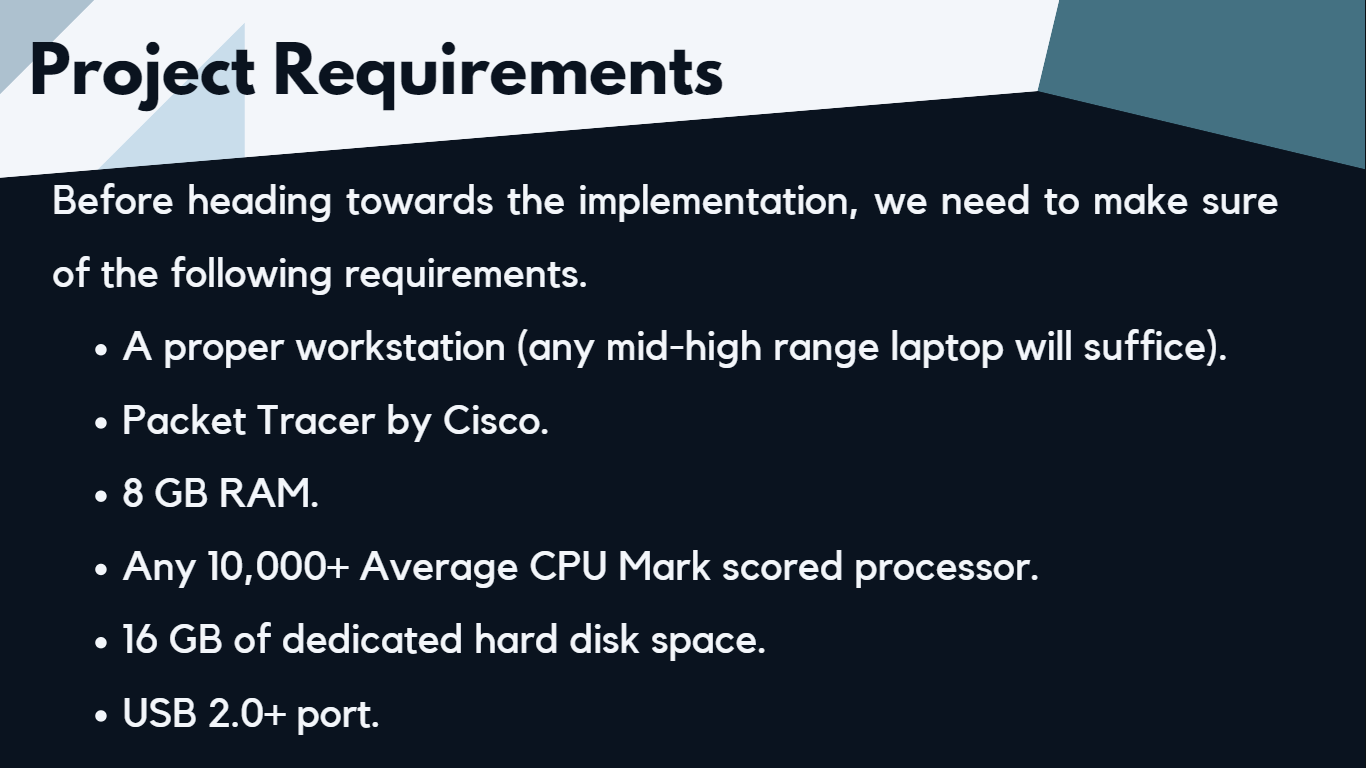 Project Requirements
Before heading towards the implementation, we need to make sure
of the following requirements.
• A proper workstation (any mid-high range laptop will suffice).
• Packet Tracer by Cisco.
• 8 GB RAM.
• Any 10,000+ Average CPU Mark scored processor.
• 16 GB of dedicated hard disk space.
• USB 2.0+ port.